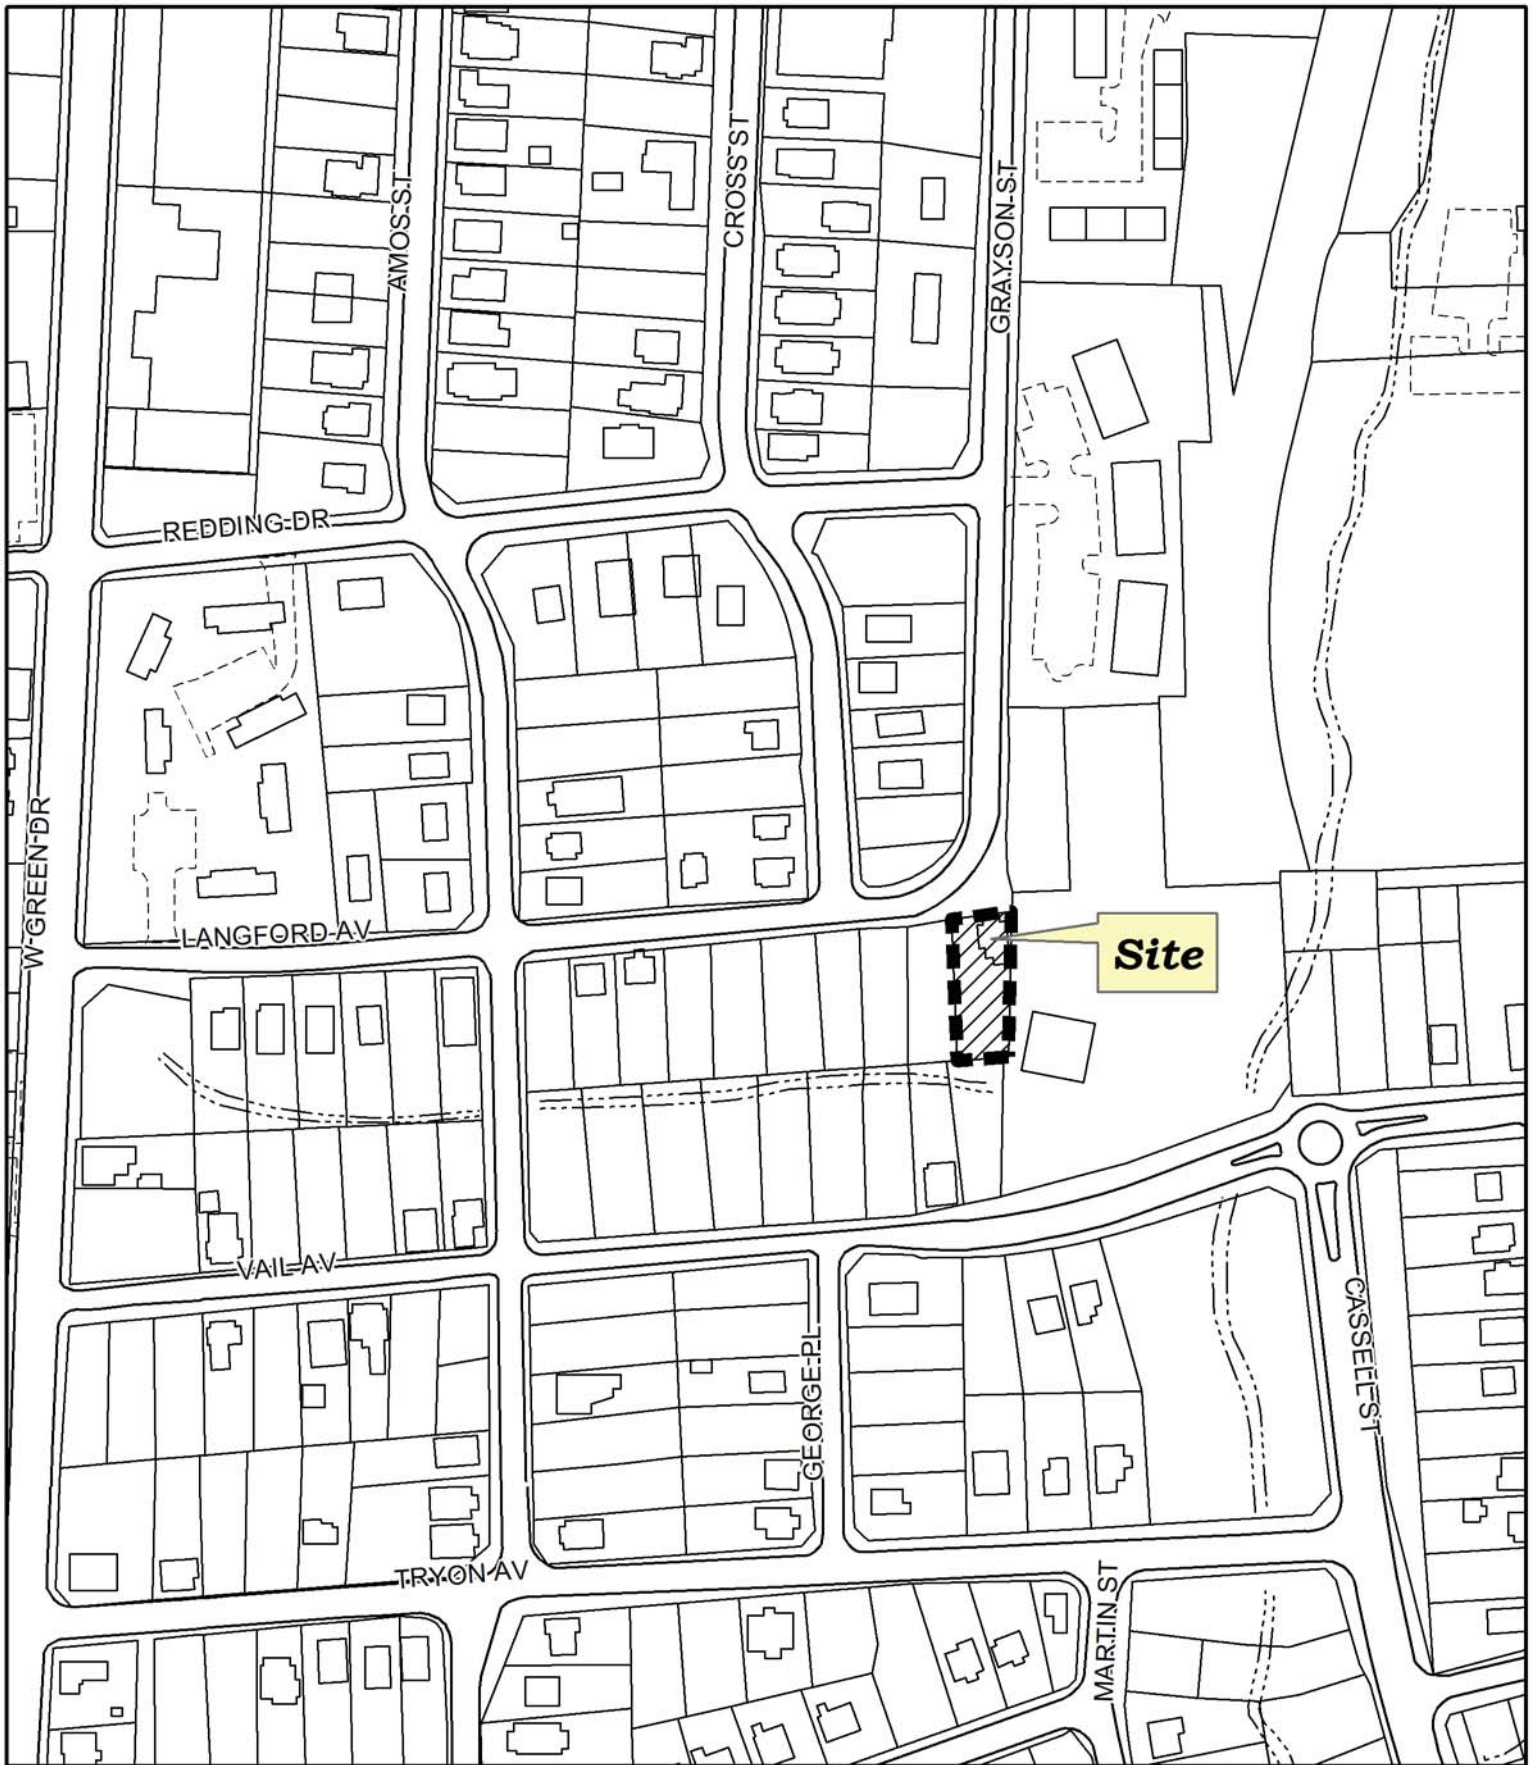 AMOS ST
CROSS ST
GRAYSON ST
REDDING DR
W GREEN DR
LANGFORD AV
Site
VAIL AV
GEORGE PL
CASSELL ST
TRYON AV
MARTIN ST